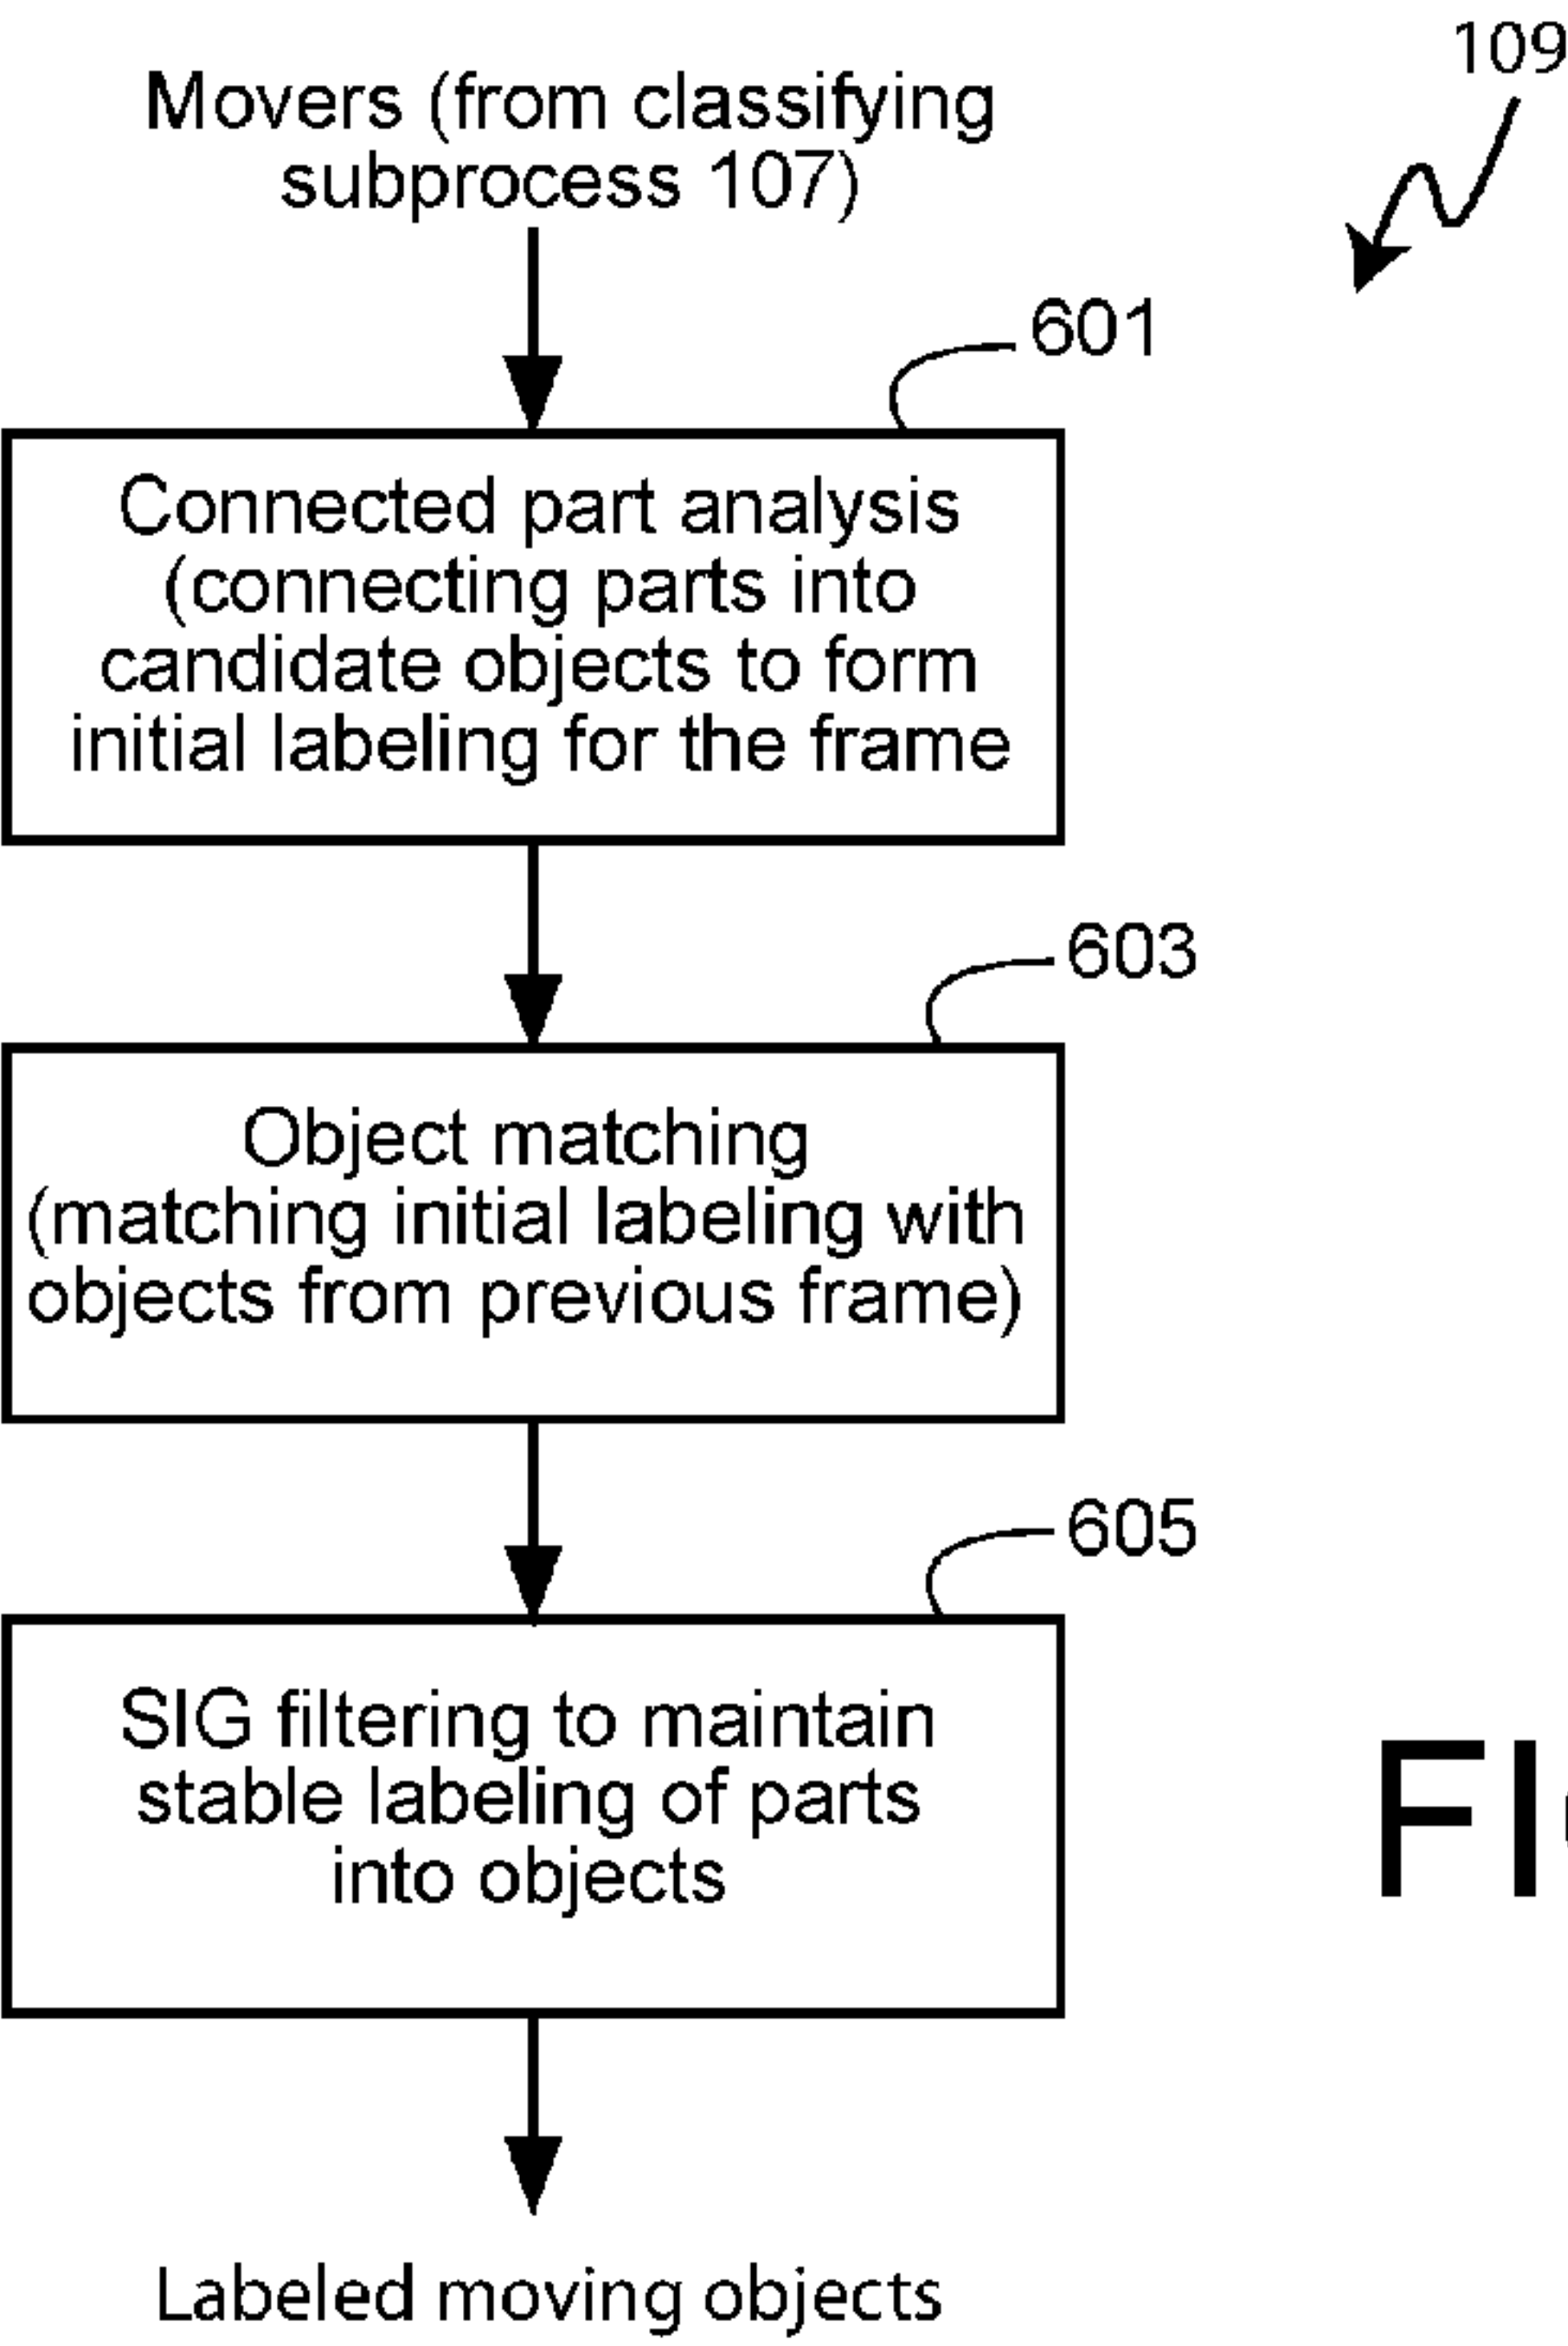 109
Movers (from classifying
subprocess 107)
601
Connected part analysis
(connecting parts into
candidate objects to form
initial labeling for the frame
603
Object matching
(matching initial labeling with
objects from previous frame)
605
SIG filtering to maintain
stable labeling of parts
into objects
Labeled moving objects